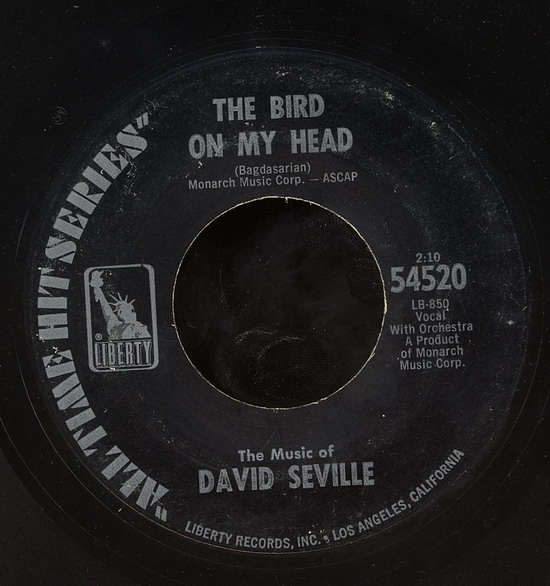 THE BIRD
ON MY HEAD
(Bagdasarian)
Monarch Music Corp. — ASCAP
"ALL TIME HIT SERIES"
® LIBERTY
2:10
54520
LB-850
Vocal
With Orchestra
A Product
of Monarch
Music Corp.
The Music of
DAVID SEVILLE
LIBERTY RECORDS, INC. • LOS ANGELES, CALIFORNIA